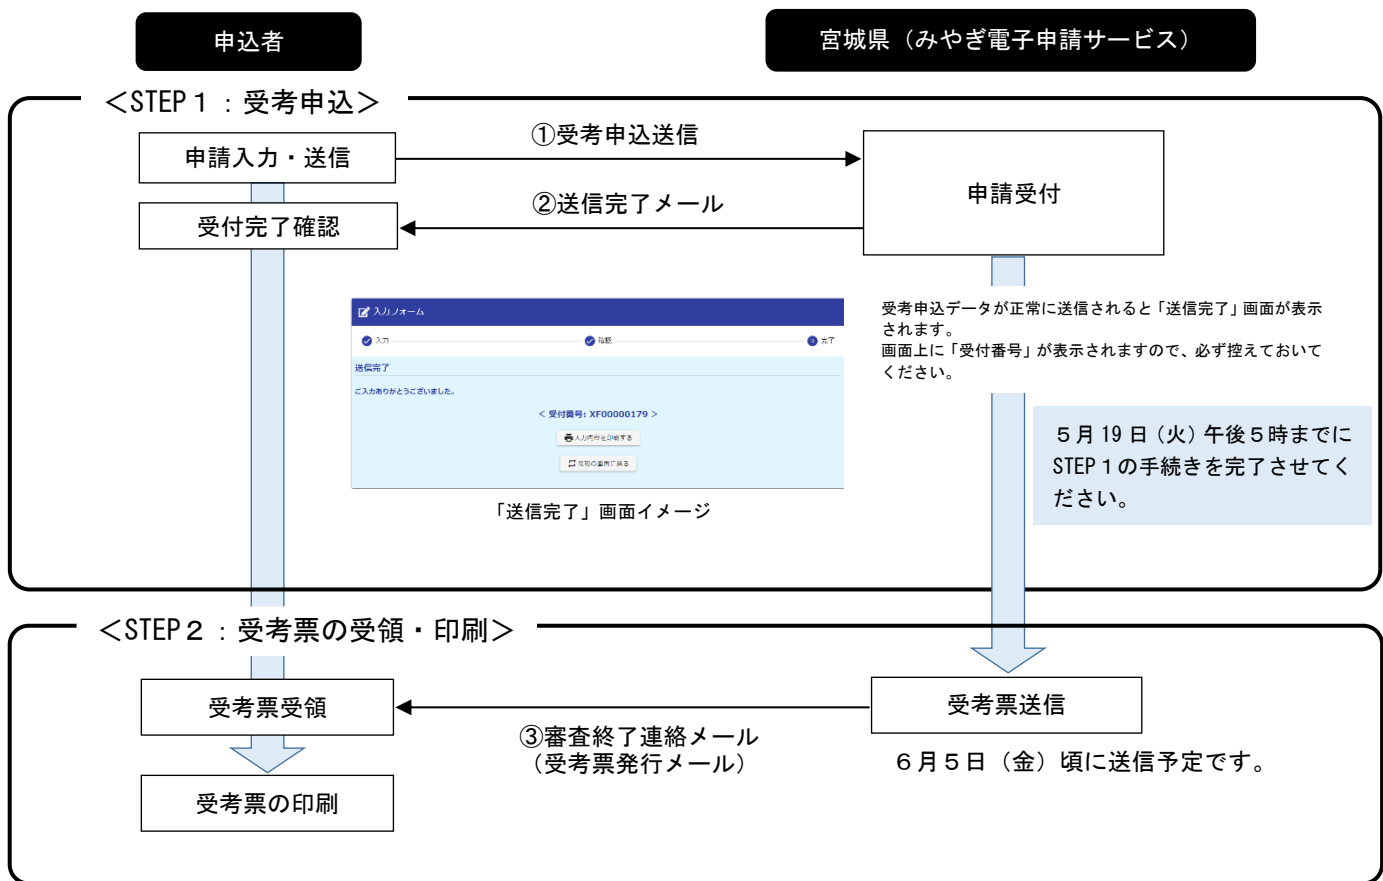 申込者
宮城県（みやぎ電子申請サービス）
＜STEP１：受考申込＞
①受考申込送信
申請入力・送信
申請受付
②送信完了メール
受付完了確認
入力フォーム
入力
確認
完了
送信完了
ご入力ありがとうございました。
＜ 受付番号: XF00000179 ＞
入力内容を印刷する
最初の画面に戻る
「送信完了」画面イメージ
受考申込データが正常に送信されると「送信完了」画面が表示
されます。
画面上に「受付番号」が表示されますので、必ず控えておいて
ください。
５月19日（火）午後５時までに
STEP１の手続きを完了させてく
ださい。
＜STEP２：受考票の受領・印刷＞
受考票受領
受考票送信
③審査終了連絡メール
（受考票発行メール）
６月５日（金）頃に送信予定です。
受考票の印刷